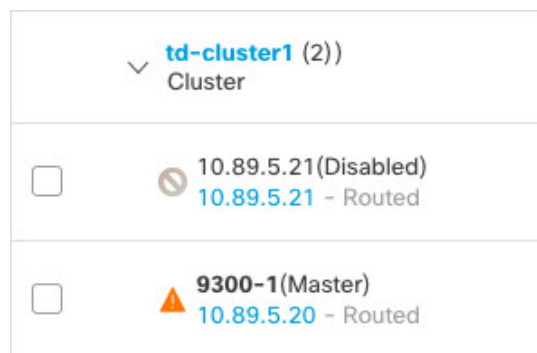 td-cluster1 (2))
Cluster
10.89.5.21(Disabled)
10.89.5.21 - Routed
9300-1(Master)
10.89.5.20 - Routed